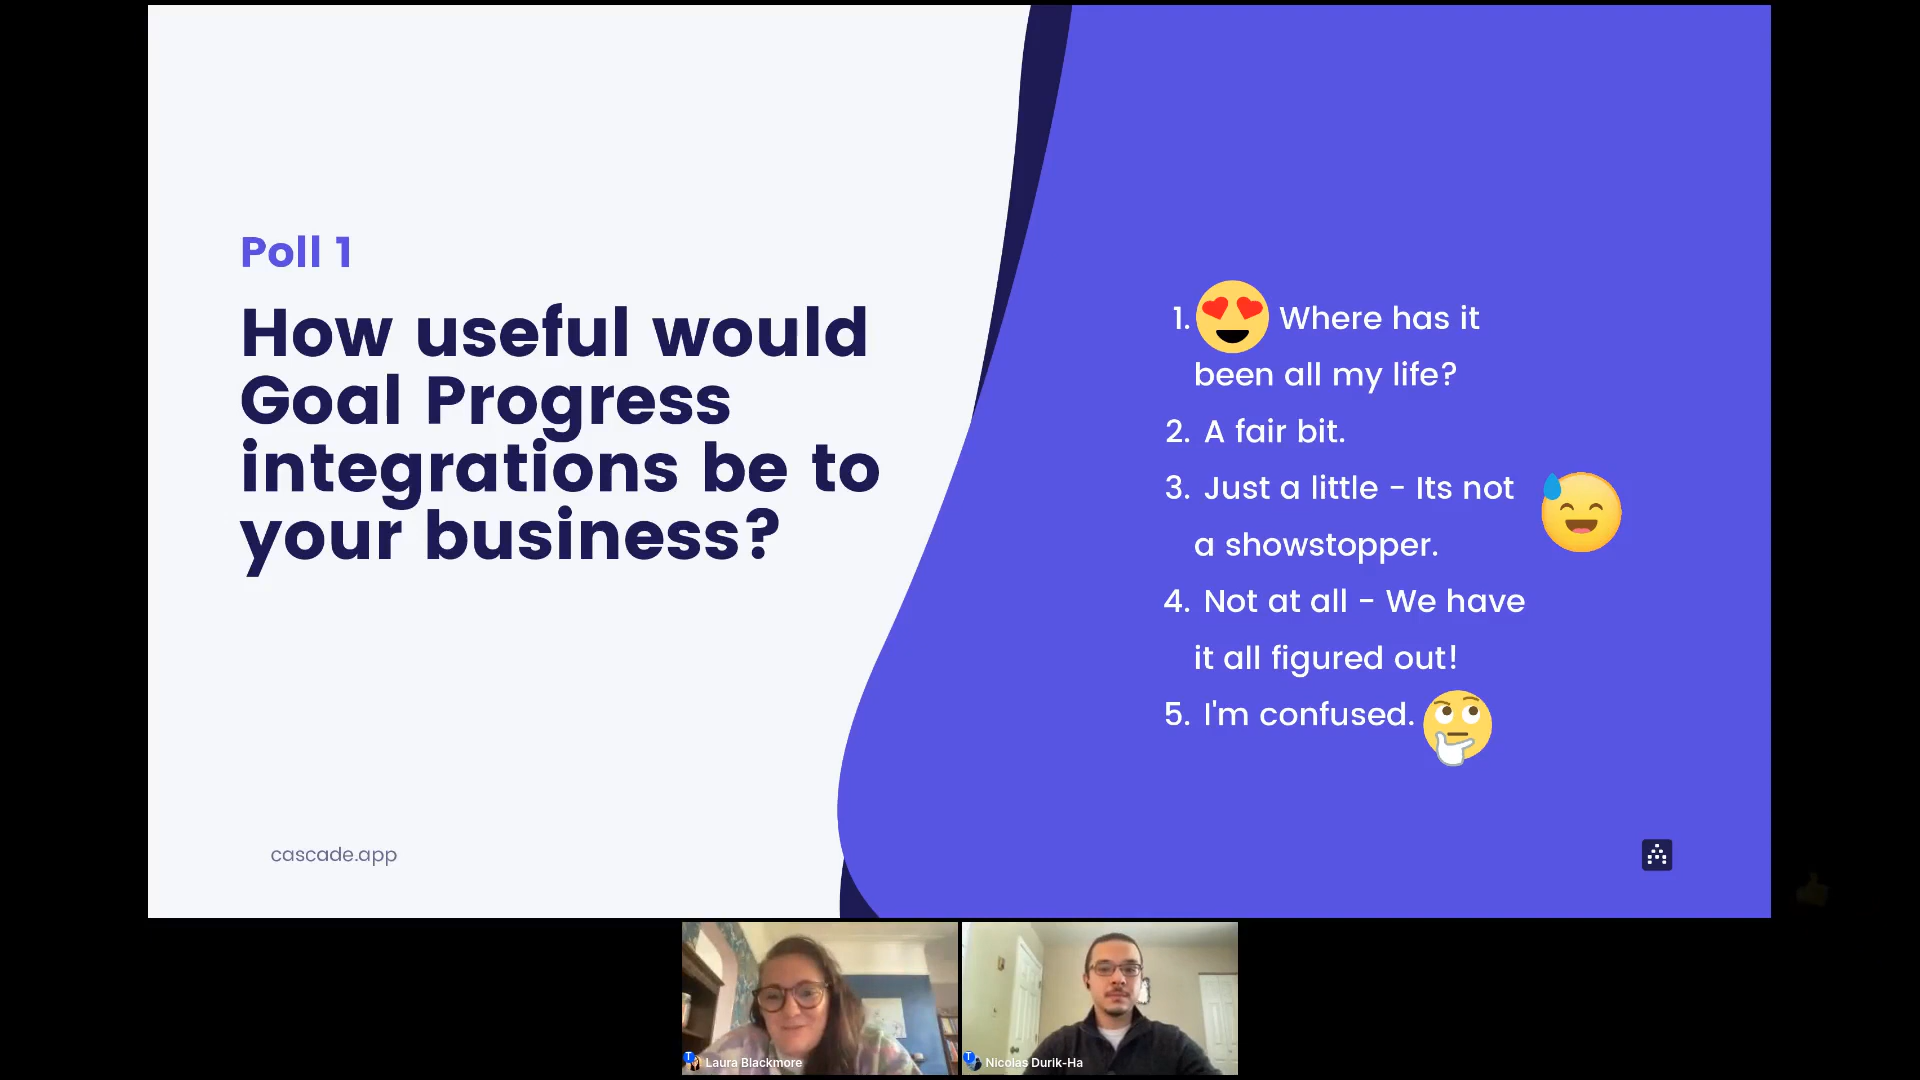 Poll 1
How useful would
Goal Progress
integrations be to
your business?
1. Where has it
been all my life?
2. A fair bit.
3. Just a little - Its not
a showstopper.
4. Not at all - We have
it all figured out!
5. I'm confused.
cascade.app
Laura Blackmore
Nicolas Durik-Ha